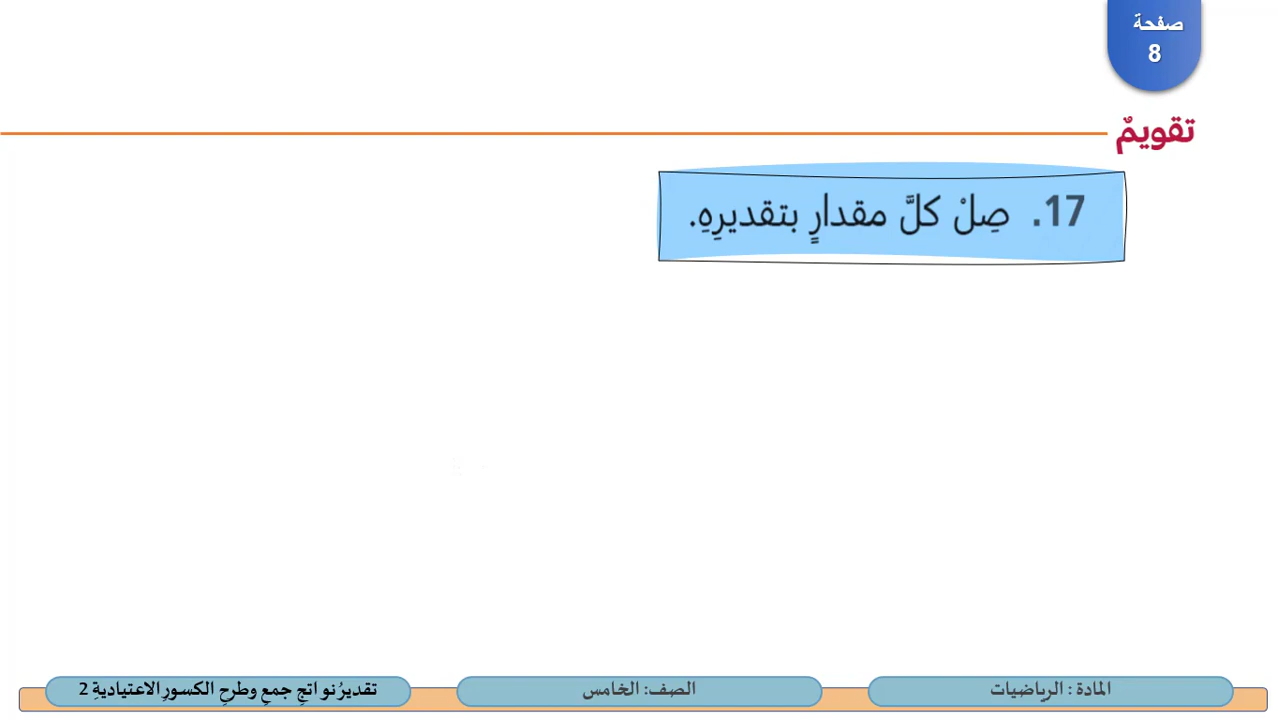 صفحة
8
تقويمٌ
17. صِلْ كلَّ مقدارٍ بتقديرِهِ.
المادة : الرياضيات
الصف: الخامس
تقديرُ نواتجِ جمعِ وطرحِ الكسورِ الاعتياديةِ 2